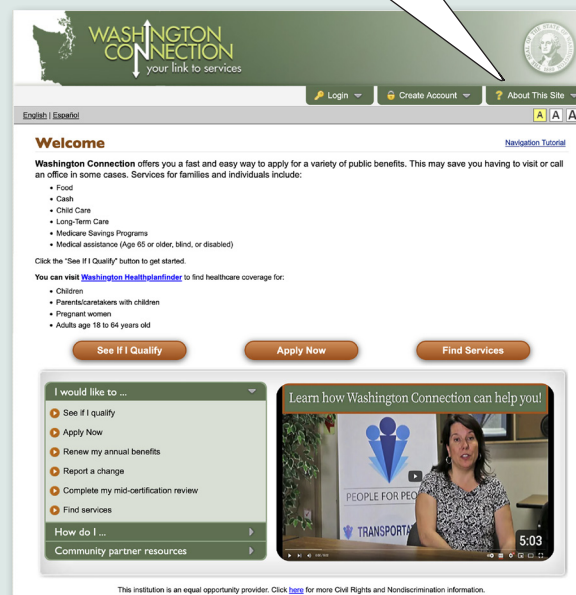 WASHINGTON
CONNECTION
your link to services
Login
Create Account
? About This Site
English | Español
A A A
Welcome
Navigation Tutorial
Washington Connection offers you a fast and easy way to apply for a variety of public benefits. This may save you having to visit or call
an office in some cases. Services for families and individuals include:
• Food
• Cash
• Child Care
• Long-Term Care
• Medicare Savings Programs
• Medical assistance (Age 65 or older, blind, or disabled)
Click the "See If I Qualify" button to get started.
You can visit Washington Healthplanfinder to find healthcare coverage for:
• Children
• Parents/caretakers with children
• Pregnant women
• Adults age 18 to 64 years old
See If I Qualify
Apply Now
Find Services
I would like to ...
See if I qualify
Apply Now
Renew my annual benefits
Report a change
Complete my mid-certification review
Find services
How do I ...
Community partner resources
Learn how Washington Connection can help you!
PEOPLE FOR PEO
TRANSPORTA
5:03
This institution is an equal opportunity provider. Click here for more Civil Rights and Nondiscrimination information.